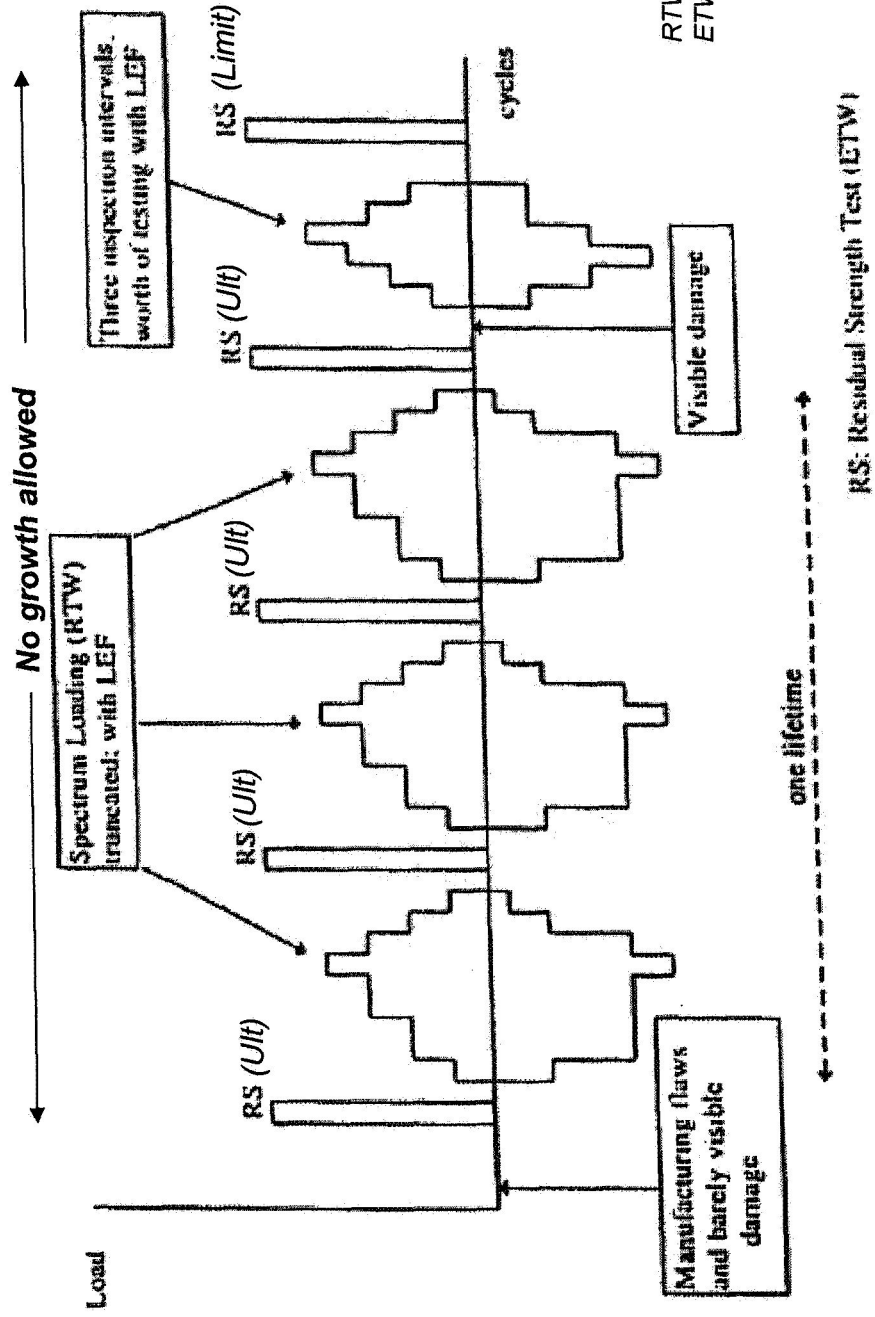 No growth allowed
Three inspection intervals
worth of testing with LEF
Spectrum Loading (RTW)
truncated; with LEF
Load
RS (Ult)
RS (Ult)
RS (Ult)
RS (Ult)
RS (Limit)
cycles
Manufacturing flaws
and barely visible
damage
Visible damage
one lifetime
RS: Residual Strength Test (ETW)